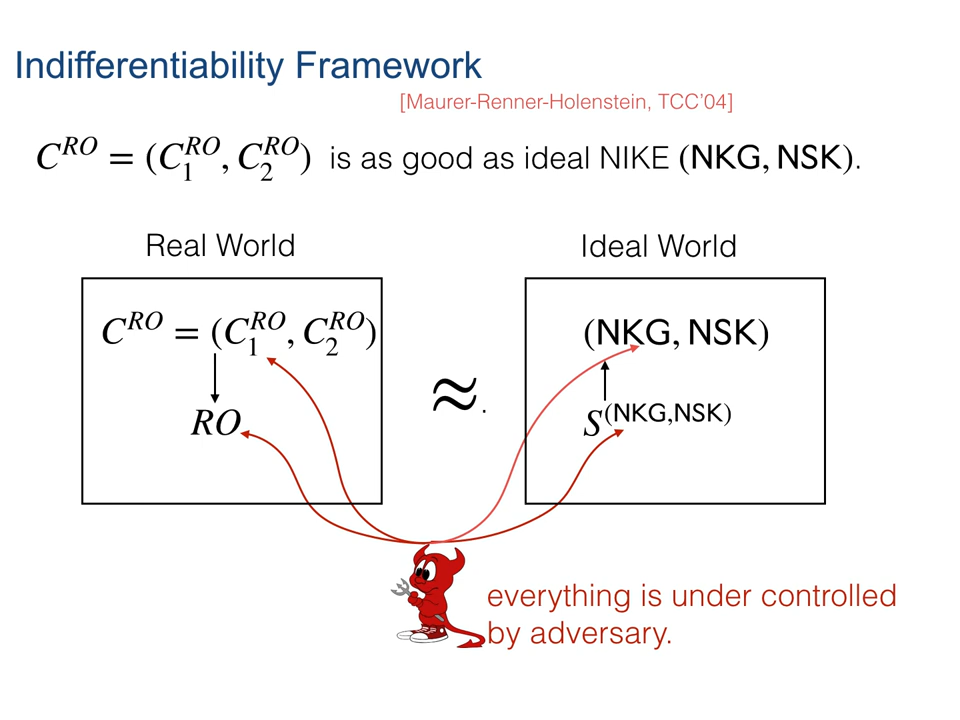 Indifferentiability Framework
[Maurer-Renner-Holenstein, TCC'04]
$C^{RO} = (C_1^{RO}, C_2^{RO})$ is as good as ideal NIKE (NKG, NSK).
Real World
Ideal World
$C^{RO} = (C_1^{RO}, C_2^{RO})$
(NKG, NSK)
≈.
RO
$S^{(NKG,NSK)}$
everything is under controlled
by adversary.